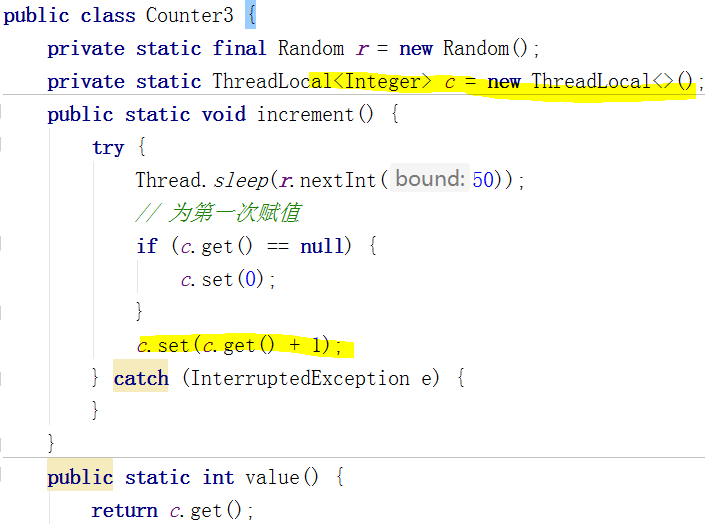 public class Counter3 {
private static final Random r = new Random();
private static ThreadLocal<Integer> c = new ThreadLocal<>();
public static void increment() {
try {
Thread.sleep(r.nextInt( bound: 50));
// 为第一次赋值
if (c.get() == null) {
c.set(0);
}
c.set(c.get() + 1);
} catch (InterruptedException e) {
}
}
public static int value() {
return c.get();